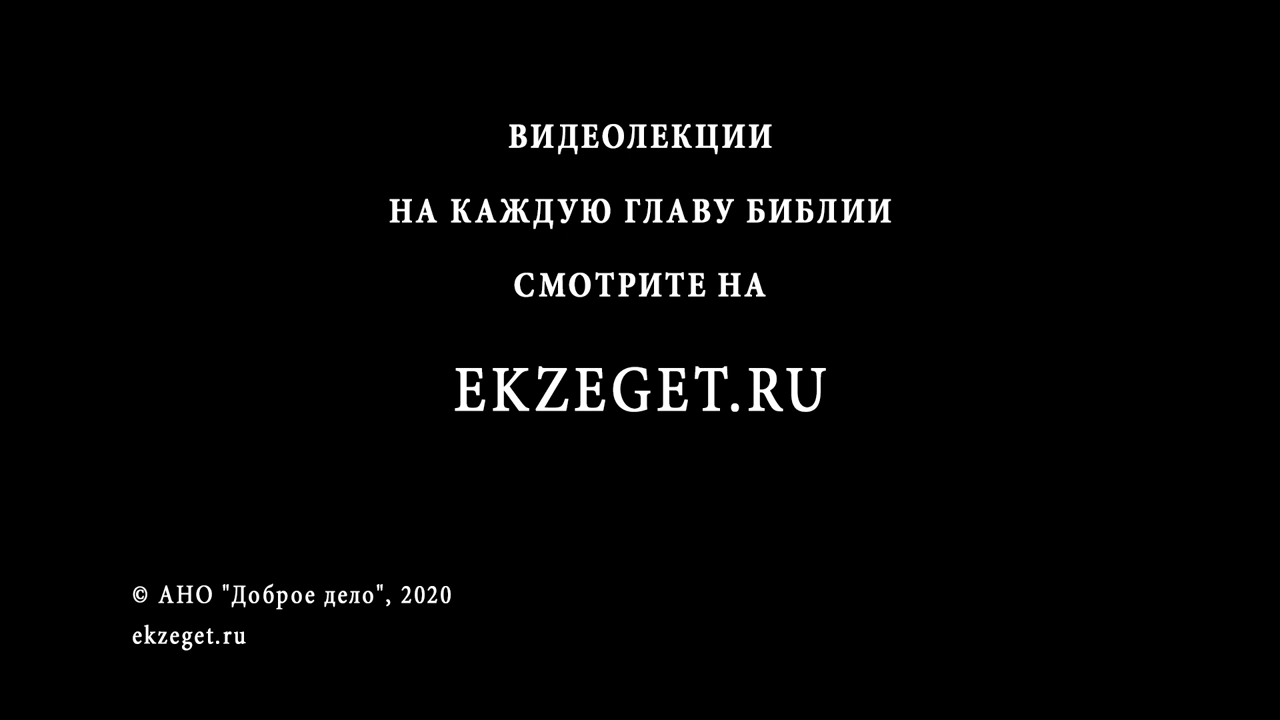 ВИДЕОЛЕКЦИИ
НА КАЖДУЮ ГЛАВУ БИБЛИИ
СМОТРИТЕ НА
EKZEGET.RU
© АНО "Доброе дело", 2020
ekzeget.ru